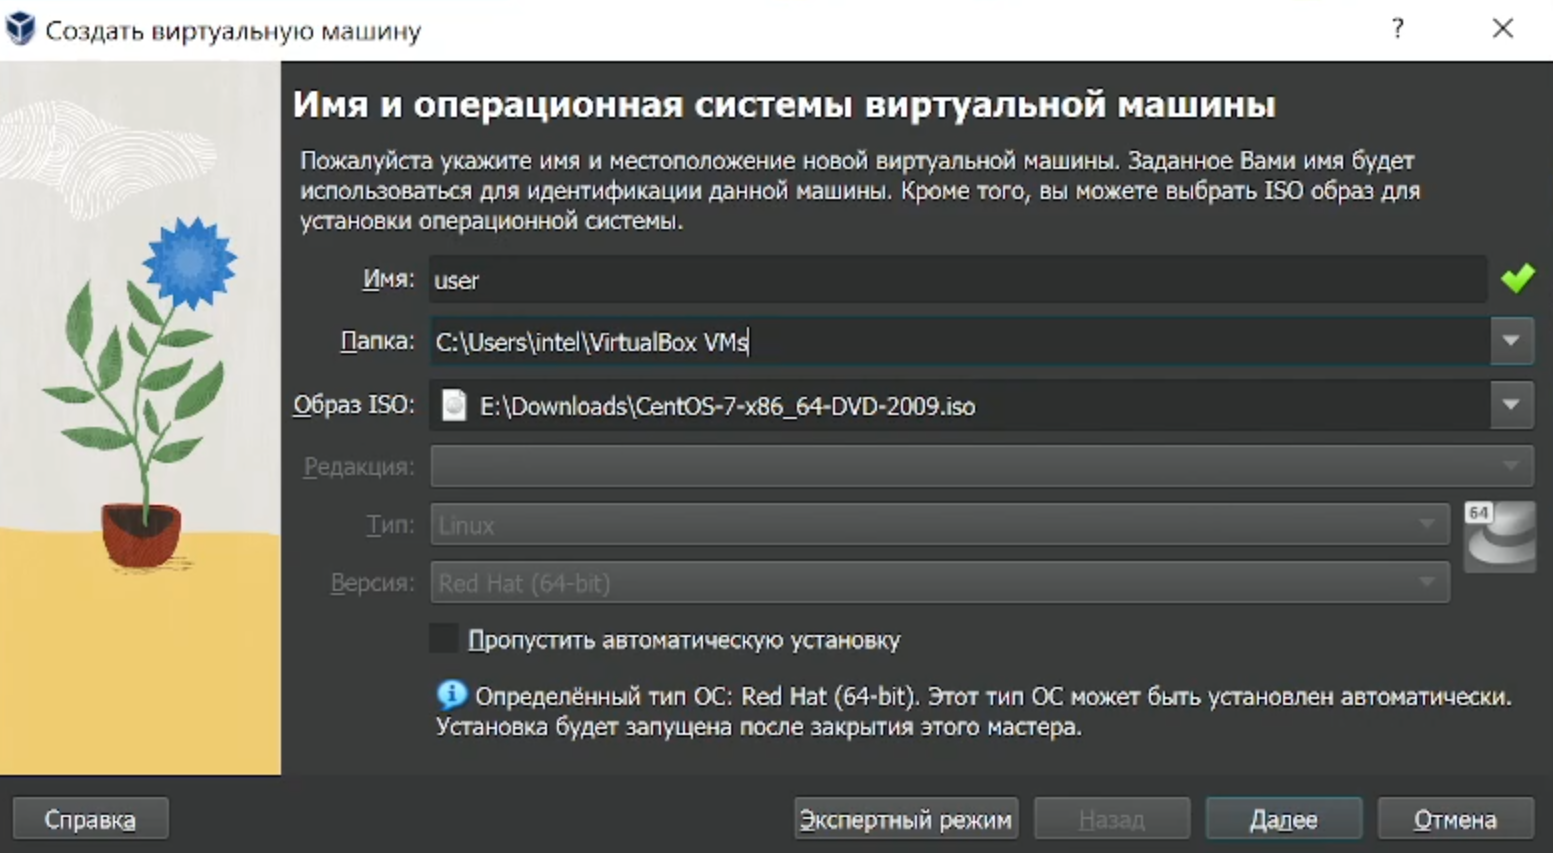 Создать виртуальную машину
?
Имя и операционная системы виртуальной машины
Пожалуйста укажите имя и местоположение новой виртуальной машины. Заданное Вами имя будет
использоваться для идентификации данной машины. Кроме того, вы можете выбрать ISO образ для
установки операционной системы.
Имя: user
Папка: C:\Users\intel\VirtualBox VMs
Образ ISO: E:\Downloads\CentOS-7-x86_64-DVD-2009.iso
Редакция:
Тип: Linux
64
Версия: Red Hat (64-bit)
Пропустить автоматическую установку
Определённый тип ОС: Red Hat (64-bit). Этот тип ОС может быть установлен автоматически.
Установка будет запущена после закрытия этого мастера.
Справка Экспертный режим Назад Далее Отмена